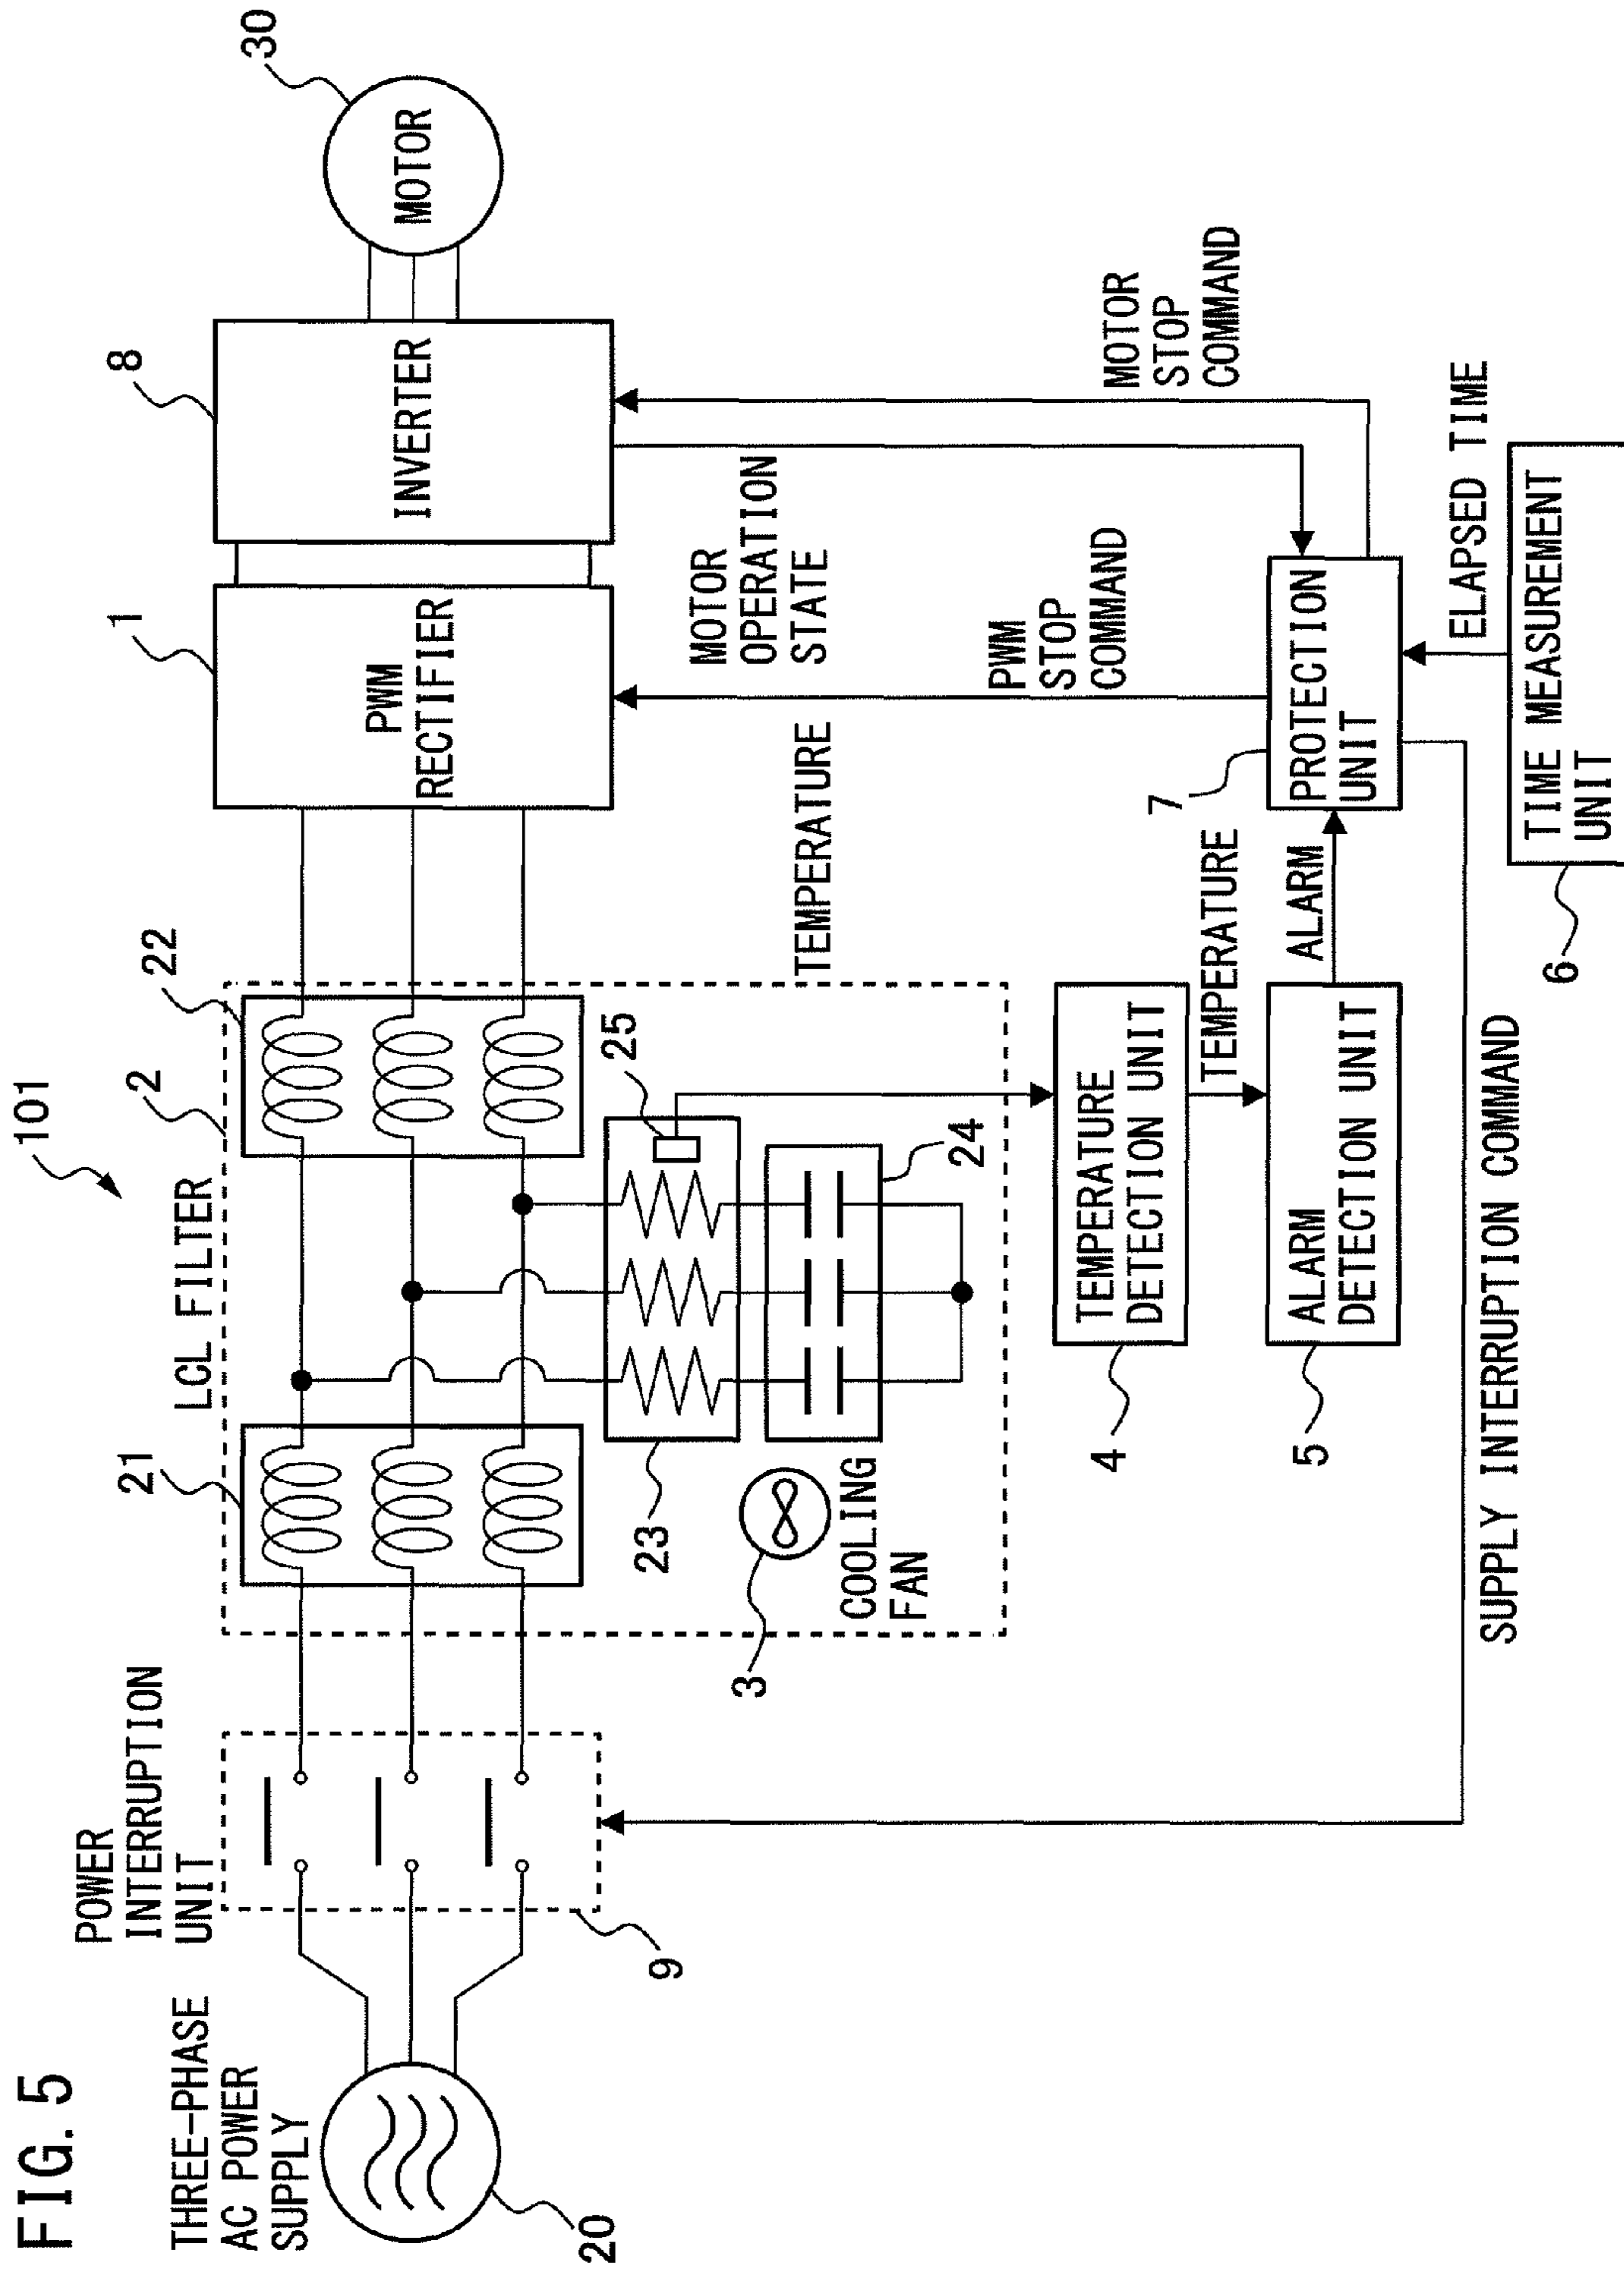 FIG. 5
101
THREE-PHASE
AC POWER
SUPPLY
20
POWER
INTERRUPTION
UNIT
9
LCL FILTER
2
21
22
23
24
25
3
COOLING
FAN
TEMPERATURE
1
PWM
RECTIFIER
8
INVERTER
30
MOTOR
MOTOR
OPERATION
STATE
PWM
STOP
COMMAND
MOTOR
STOP
COMMAND
4
TEMPERATURE
DETECTION UNIT
TEMPERATURE
5
ALARM
DETECTION UNIT
ALARM
7
PROTECTION
UNIT
ELAPSED TIME
6
TIME MEASUREMENT
UNIT
SUPPLY INTERRUPTION COMMAND